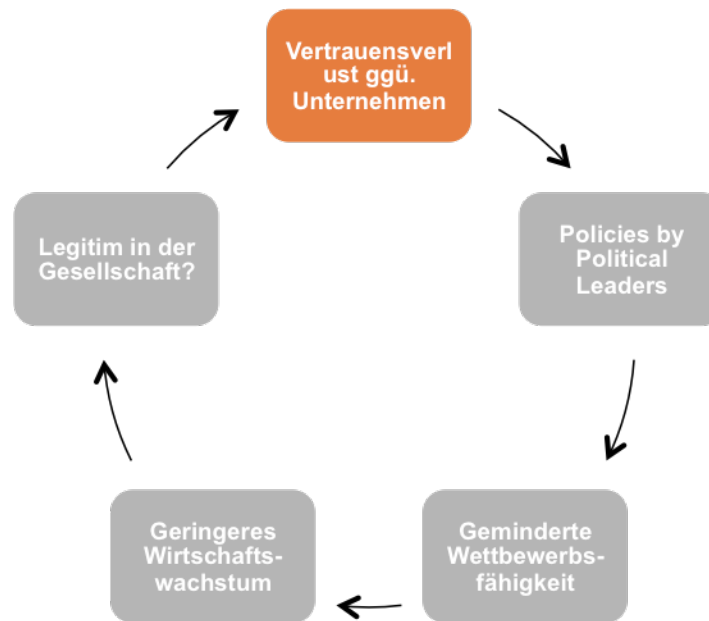 Vertrauensverl
ust ggü.
Unternehmen
Policies by
Political
Leaders
Geminderte
Wettbewerbs-
fähigkeit
Geringeres
Wirtschafts-
wachstum
Legitim in der
Gesellschaft?